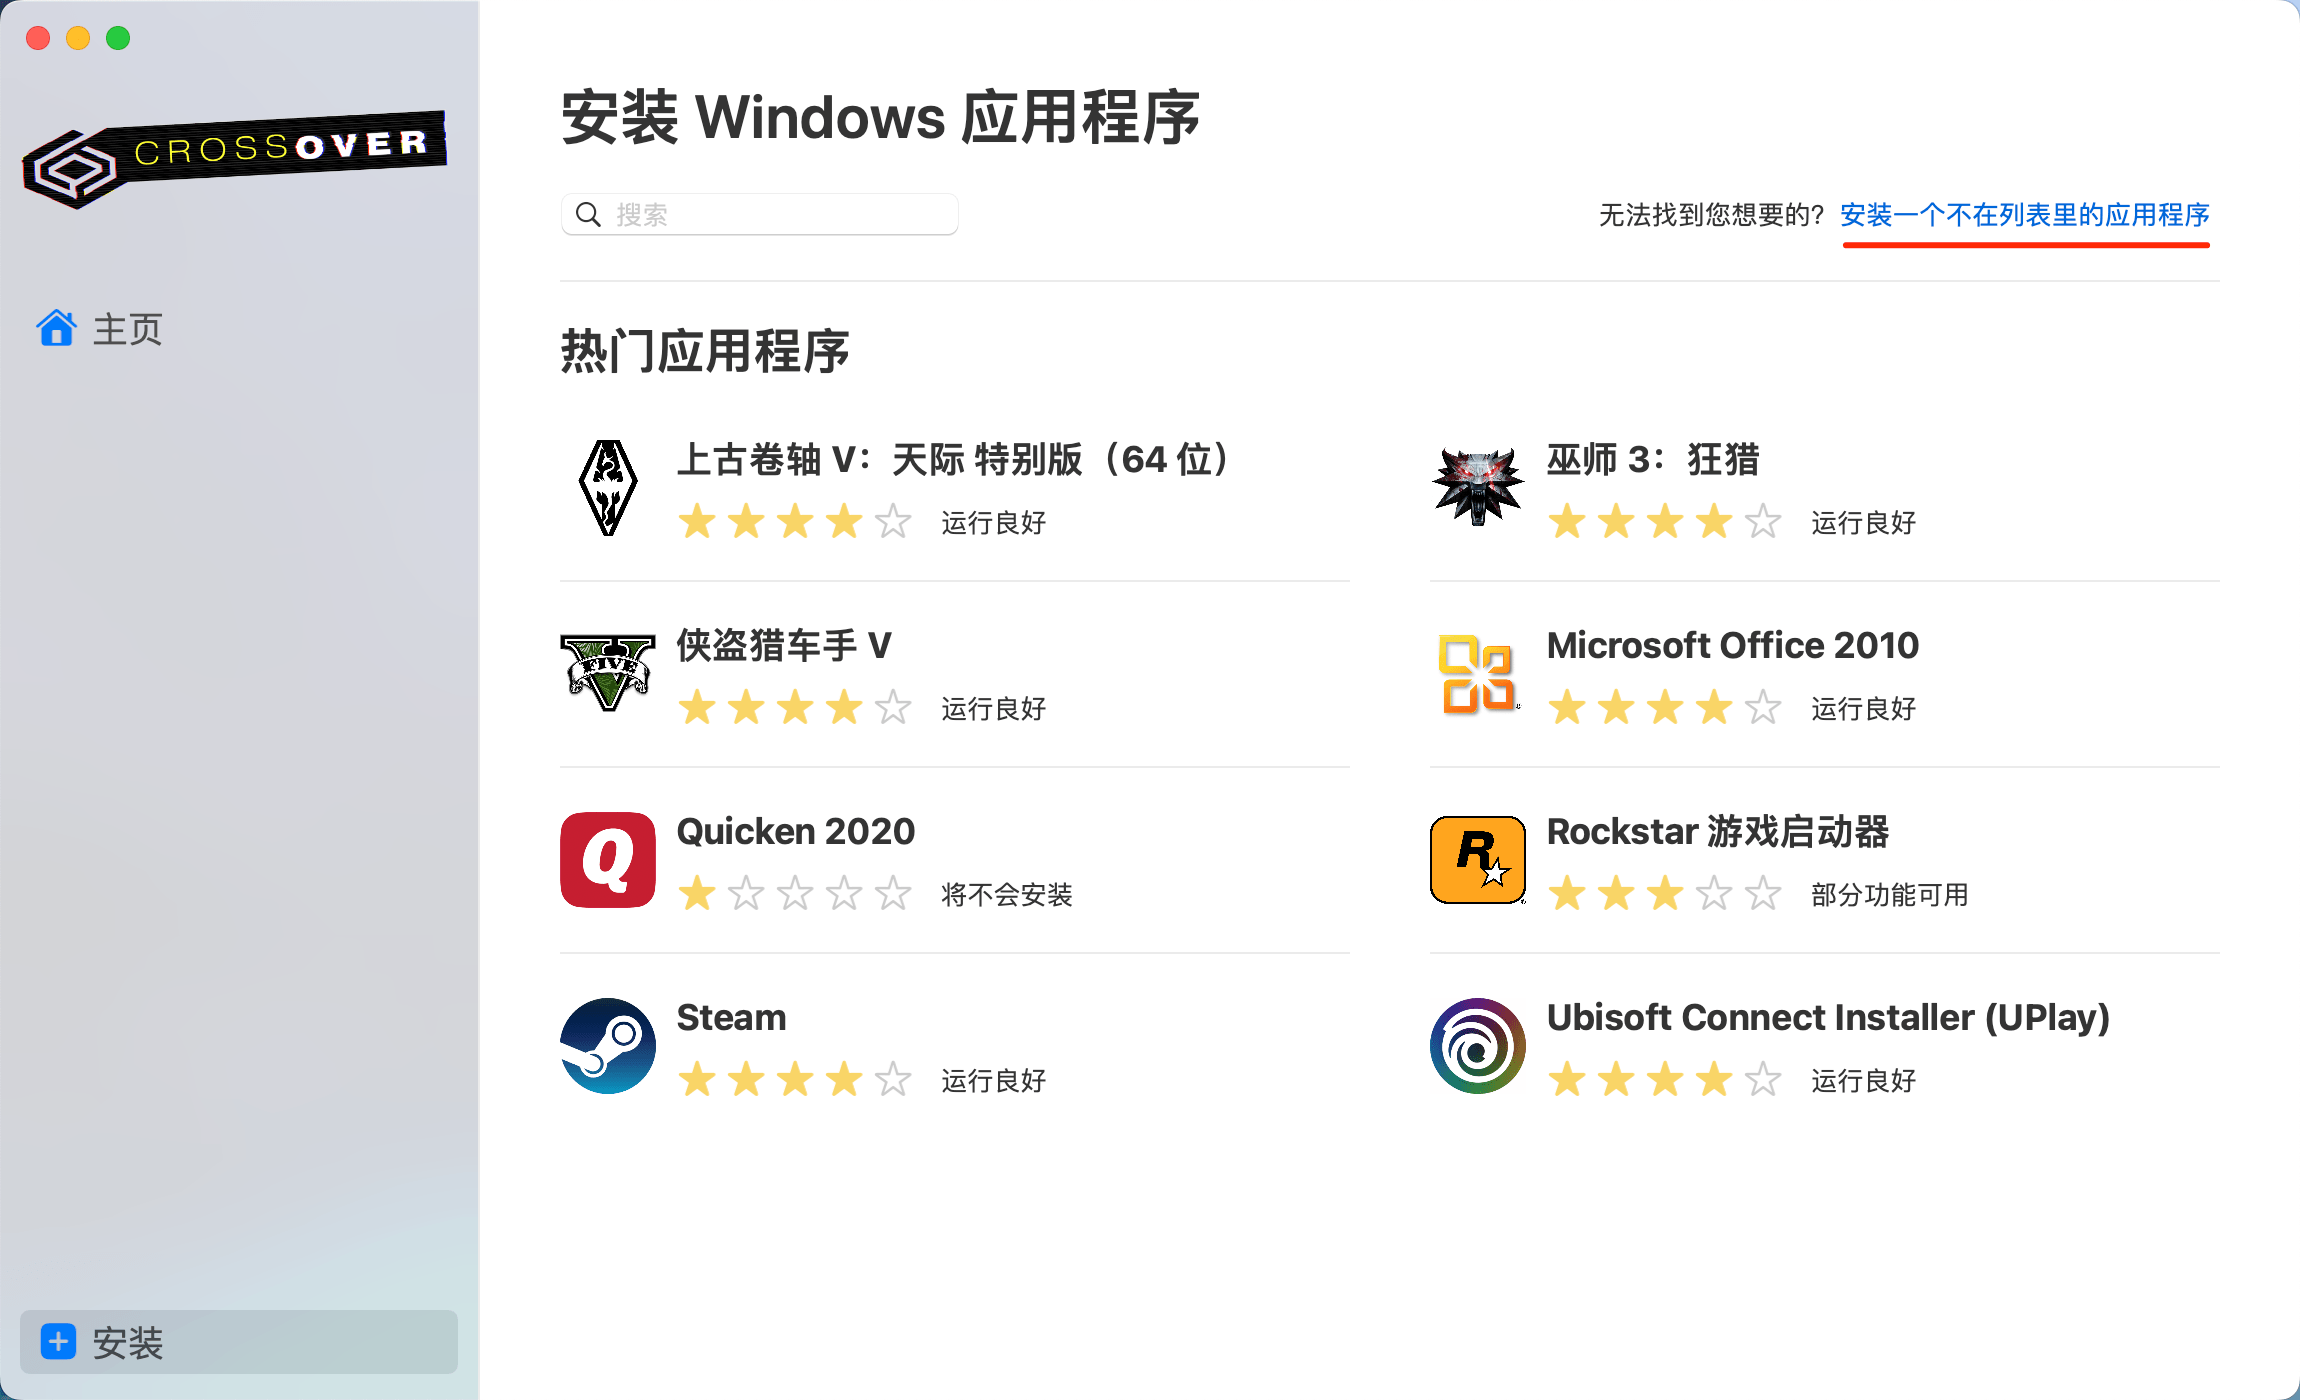 CROSSOVER
主页
安装
安装 Windows 应用程序
搜索
无法找到您想要的? 安装一个不在列表里的应用程序
热门应用程序
上古卷轴 V：天际 特别版（64 位）
运行良好
巫师 3：狂猎
运行良好
FIVE
侠盗猎车手 V
运行良好
Microsoft Office 2010
运行良好
Q
Quicken 2020
将不会安装
R
Rockstar 游戏启动器
部分功能可用
Steam
运行良好
Ubisoft Connect Installer (UPlay)
运行良好